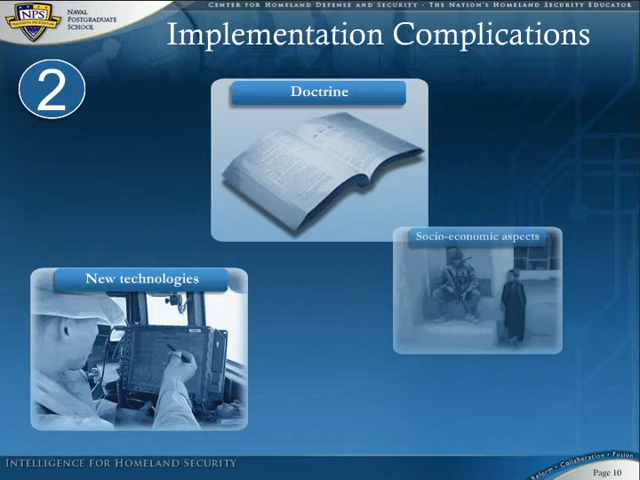 CENTER FOR HOMELAND DEFENSE AND SECURITY - THE NATION'S HOMELAND SECURITY EDUCATOR
NPS
NAVAL
POSTGRADUATE
SCHOOL
Implementation Complications
2
Doctrine
Socio-economic aspects
New technologies
INTELLIGENCE FOR HOMELAND SECURITY
Reform • Collaboration • Fusion
Page 10